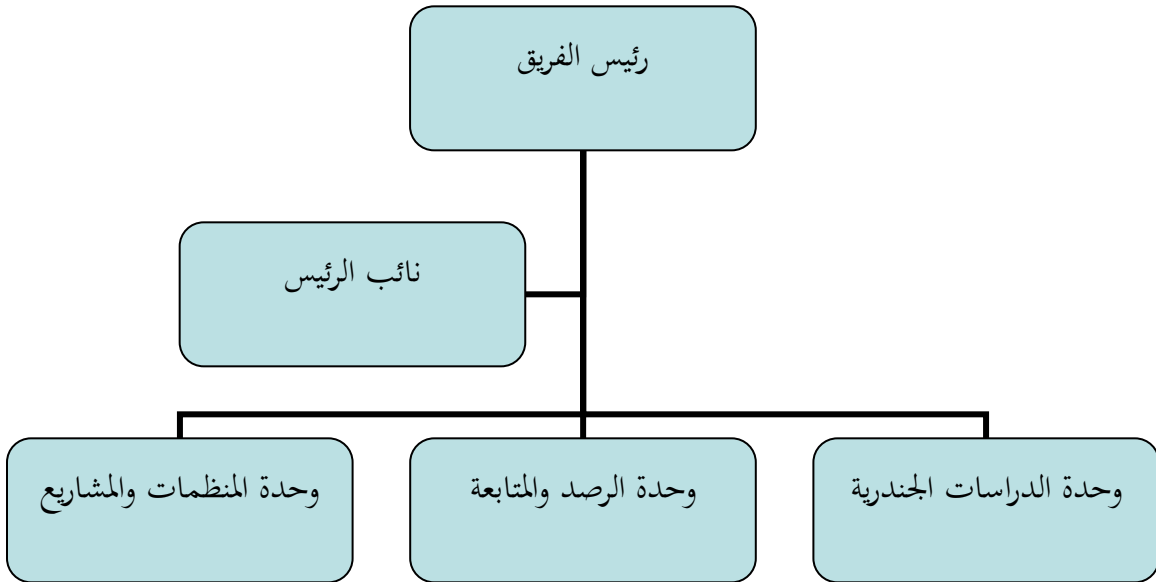 رئيس الفريق
نائب الرئيس
وحدة الدراسات الجندرية
وحدة الرصد والمتابعة
وحدة المنظمات والمشاريع